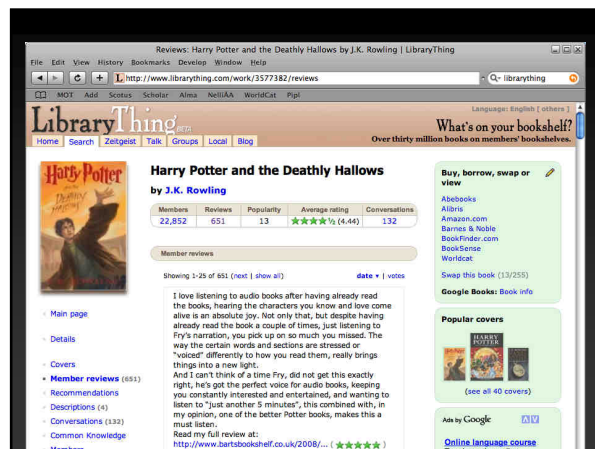 Reviews: Harry Potter and the Deathly Hallows by J.K. Rowling | LibraryThing
File Edit View History Bookmarks Develop Window Help
http://www.librarything.com/work/3577382/reviews
librarything
MOT Add Scotus Scholar Alma NelliÀÄ WorldCat Pipl
Language: English [ others ]
LibraryThing BETA
What's on your bookshelf?
Home Search Zeitgeist Talk Groups Local Blog
Over thirty million books on members' bookshelves.
Harry Potter
DEATHLY HALLOWS
Harry Potter and the Deathly Hallows
by J.K. Rowling
Members Reviews Popularity Average rating Conversations
22,852 651 13 ½ (4.44) 132
Member reviews
Showing 1-25 of 651 (next | show all) date | votes
I love listening to audio books after having already read
the books, hearing the characters you know and love come
alive is an absolute joy. Not only that, but despite having
already read the book a couple of times, just listening to
Fry's narration, you pick up on so much you missed. The
way the certain words and sections are stressed or
"voiced" differently to how you read them, really brings
things into a new light.
And I can't think of a time Fry, did not get this exactly
right, he's got the perfect voice for audio books, keeping
you constantly interested and entertained, and wanting to
listen to "just another 5 minutes", this combined with, in
my opinion, one of the better Potter books, makes this a
must listen.
Read my full review at:
http://www.bartsbookshelf.co.uk/2008/... ( ★★★★★ )
Main page
Details
Covers
Member reviews (651)
Recommendations
Descriptions (4)
Conversations (132)
Common Knowledge
Members
Buy, borrow, swap or
view
Abebooks
Alibris
Amazon.com
Barnes & Noble
BookFinder.com
BookSense
Worldcat
Swap this book (13/255)
Google Books: Book info
Popular covers
HARRY
POTTER
(see all 40 covers)
Ads by Google
Online language course